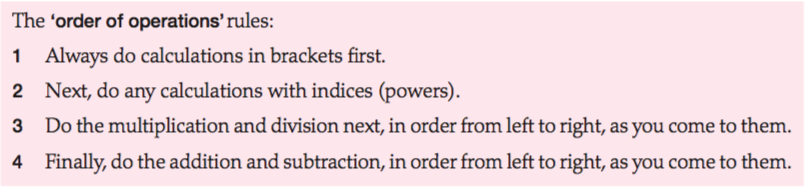 The 'order of operations' rules:
1 Always do calculations in brackets first.
2 Next, do any calculations with indices (powers).
3 Do the multiplication and division next, in order from left to right, as you come to them.
4 Finally, do the addition and subtraction, in order from left to right, as you come to them.